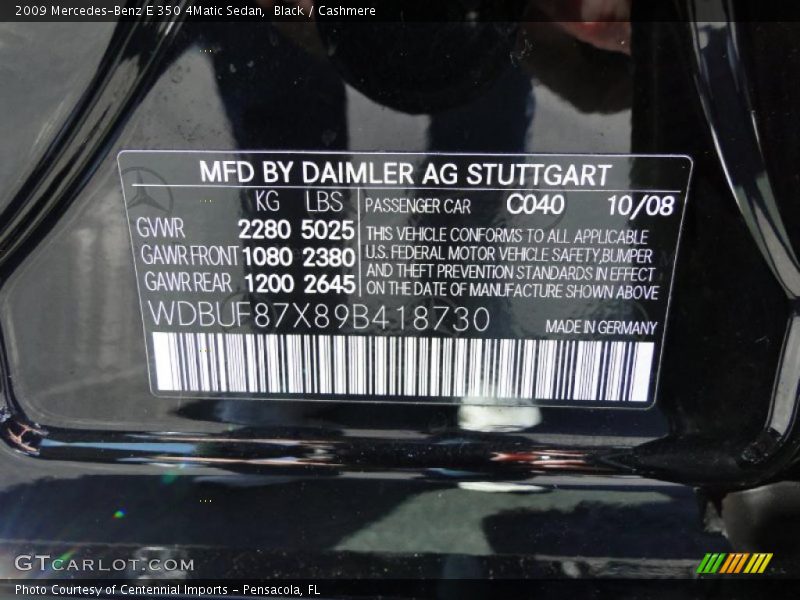 2009 Mercedes-Benz E 350 4Matic Sedan, Black / Cashmere
MFD BY DAIMLER AG STUTTGART
KG LBS
GVWR 2280 5025
GAWR FRONT 1080 2380
GAWR REAR 1200 2645
PASSENGER CAR C040 10/08
THIS VEHICLE CONFORMS TO ALL APPLICABLE
U.S. FEDERAL MOTOR VEHICLE SAFETY,BUMPER
AND THEFT PREVENTION STANDARDS IN EFFECT
ON THE DATE OF MANUFACTURE SHOWN ABOVE
WDBUF87X89B418730
MADE IN GERMANY
GTCARLOT.COM
Photo Courtesy of Centennial Imports - Pensacola, FL